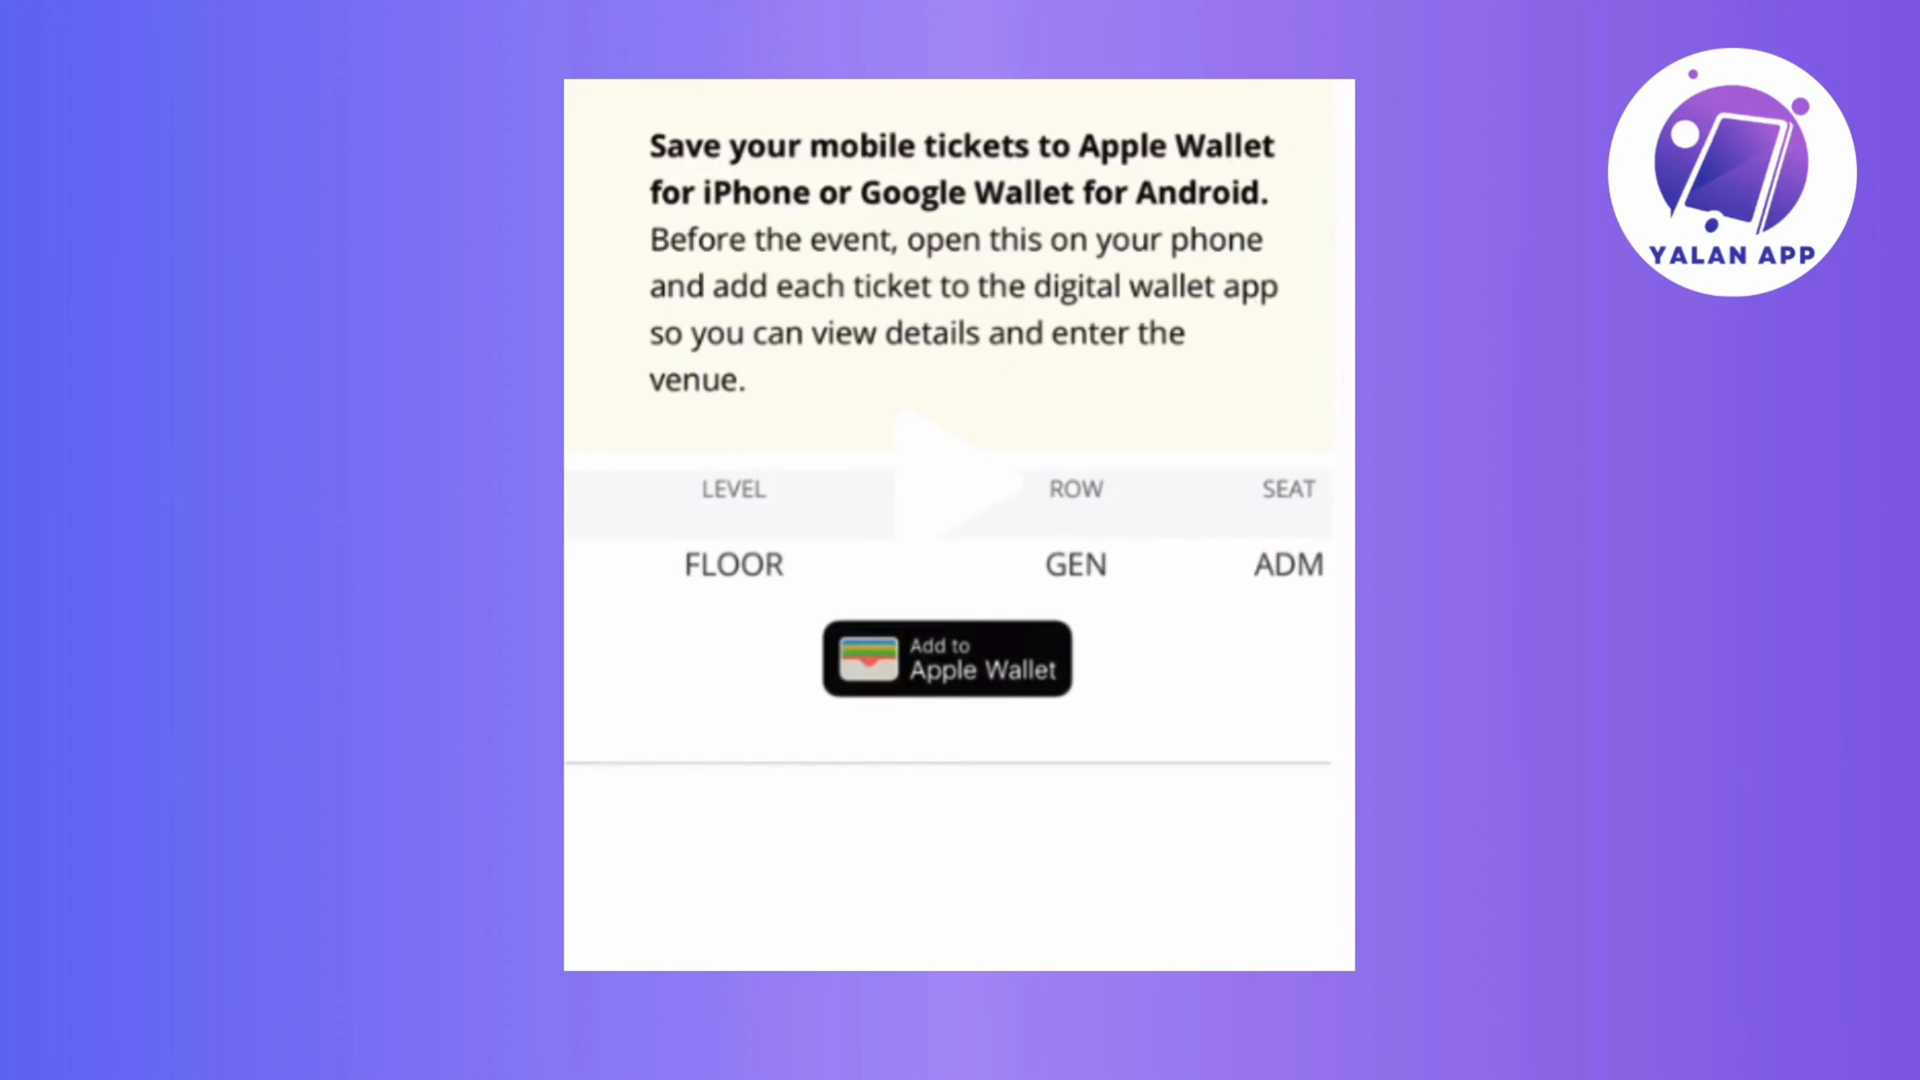 Save your mobile tickets to Apple Wallet
for iPhone or Google Wallet for Android.
Before the event, open this on your phone
and add each ticket to the digital wallet app
so you can view details and enter the
venue.
LEVEL ROW SEAT
FLOOR GEN ADM
Add to
Apple Wallet
YALAN APP